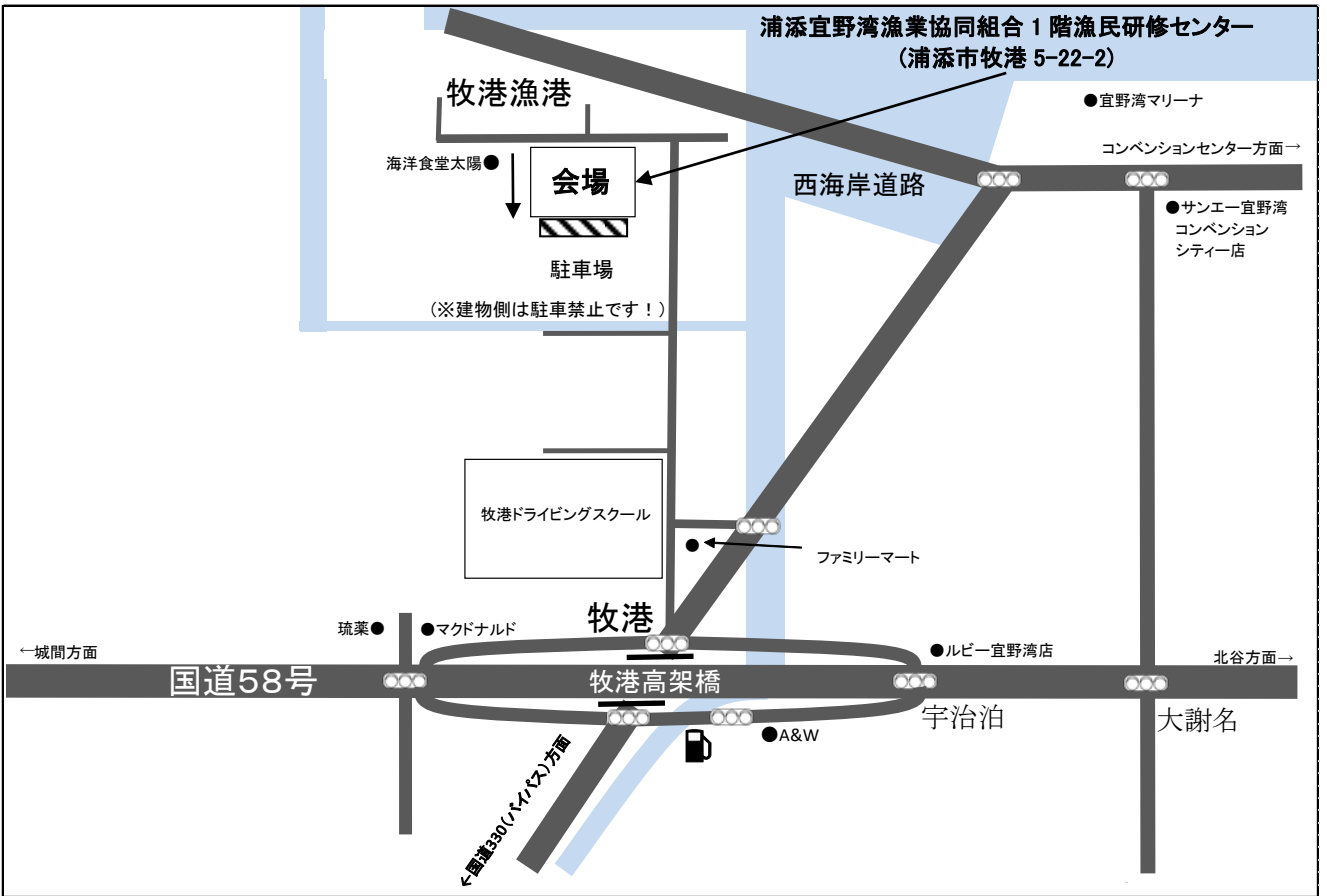 浦添宜野湾漁業協同組合 1 階漁民研修センター
(浦添市牧港 5-22-2)
牧港漁港
●宜野湾マリーナ
コンベンションセンター方面→
海洋食堂太陽●
会場
西海岸道路
●サンエー宜野湾
コンベンション
シティー店
駐車場
(※建物側は駐車禁止です！)
牧港ドライビングスクール
ファミリーマート
牧港
琉薬●
●マクドナルド
●ルビー宜野湾店
←城間方面
北谷方面→
国道58号
牧港高架橋
宇治泊
大謝名
●A&W
←国道330(バイパス)方面